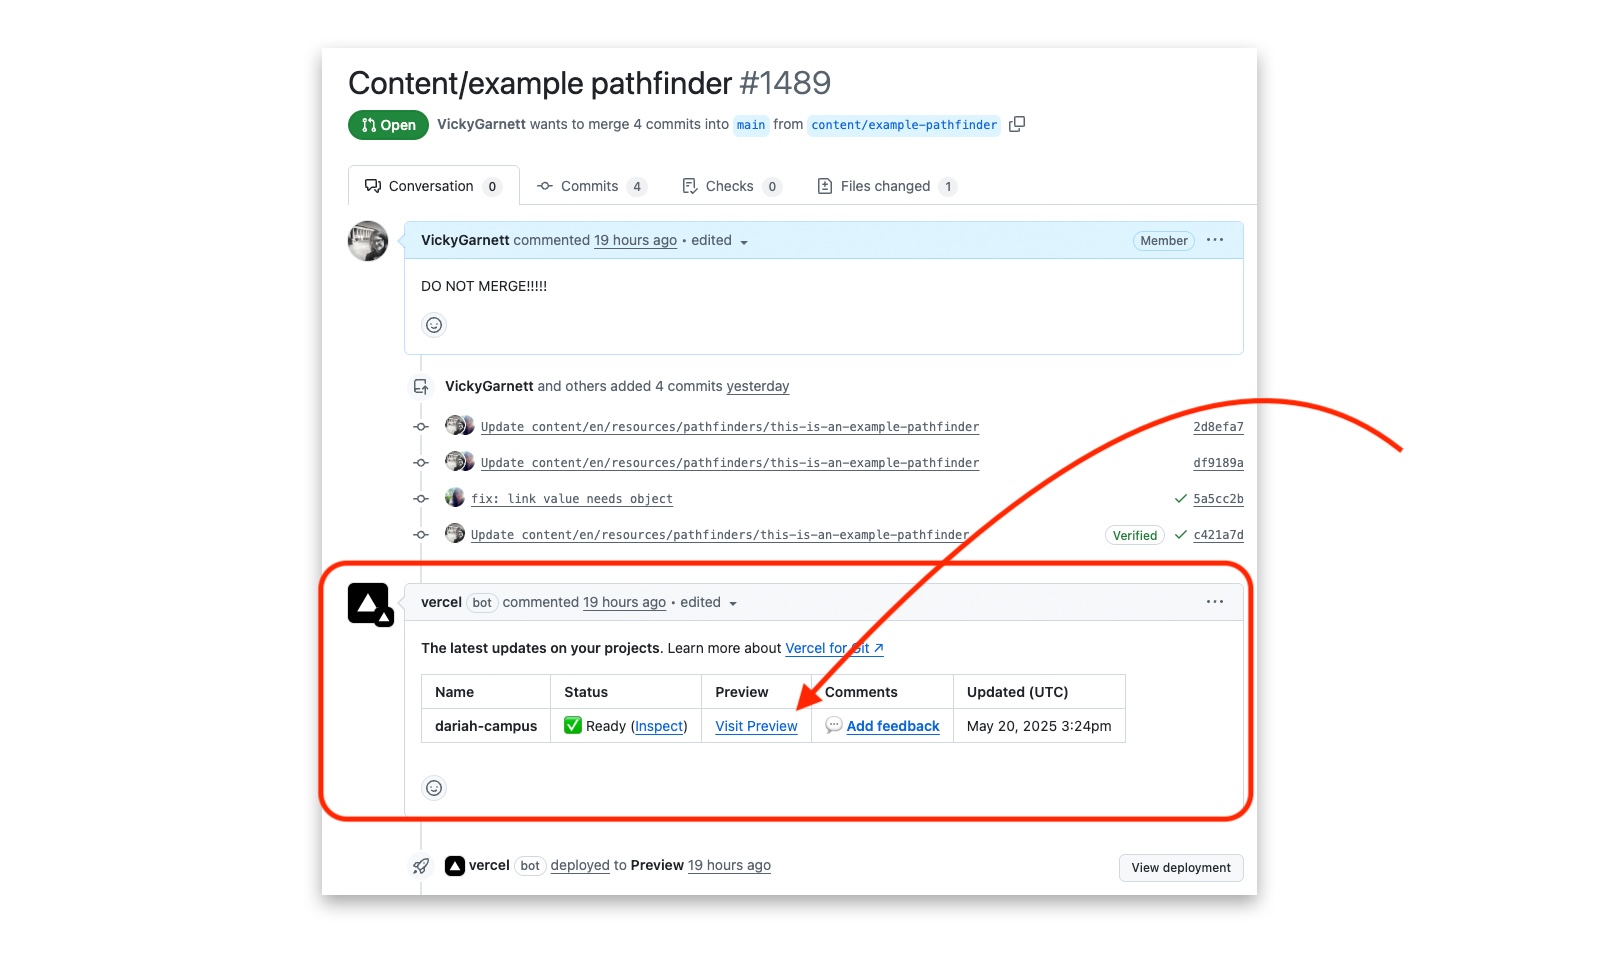 Content/example pathfinder #1489
Open VickyGarnett wants to merge 4 commits into main from content/example-pathfinder
Conversation 0 Commits 4 Checks 0 Files changed 1
VickyGarnett commented 19 hours ago • edited Member
DO NOT MERGE!!!!!
VickyGarnett and others added 4 commits yesterday
Update content/en/resources/pathfinders/this-is-an-example-pathfinder 2d8efa7
Update content/en/resources/pathfinders/this-is-an-example-pathfinder df9189a
fix: link value needs object 5a5cc2b
Update content/en/resources/pathfinders/this-is-an-example-pathfinder Verified c421a7d
vercel bot commented 19 hours ago • edited
The latest updates on your projects. Learn more about Vercel for Git ↗
Name Status Preview Comments Updated (UTC)
dariah-campus ✅ Ready (Inspect) Visit Preview 💬 Add feedback May 20, 2025 3:24pm
vercel bot deployed to Preview 19 hours ago View deployment